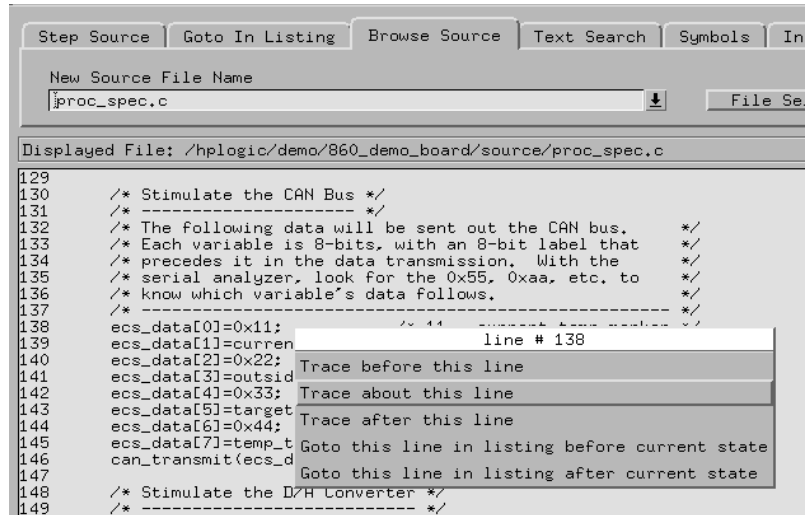 Step Source Goto In Listing Browse Source Text Search Symbols In
New Source File Name
proc_spec.c File Se
Displayed File: /hplogic/demo/860_demo_board/source/proc_spec.c
129
130 /* Stimulate the CAN Bus */
131 /* --------------------- */
132 /* The following data will be sent out the CAN bus. */
133 /* Each variable is 8-bits, with an 8-bit label that */
134 /* precedes it in the data transmission. With the */
135 /* serial analyzer, look for the 0x55, 0xaa, etc. to */
136 /* know which variable's data follows. */
137 /* ---------------------------------------------------- */
138 ecs_data[0]=0x11; /* 11 current temp marker */
line # 138
139 ecs_data[1]=curren
140 ecs_data[2]=0x22;
Trace before this line
141 ecs_data[3]=outsid
142 ecs_data[4]=0x33;
Trace about this line
143 ecs_data[5]=target
144 ecs_data[6]=0x44;
Trace after this line
145 ecs_data[7]=temp_t
Goto this line in listing before current state
146 can_transmit(ecs_d
147
Goto this line in listing after current state
148 /* Stimulate the D/A Converter */
149 /* --------------------------- */